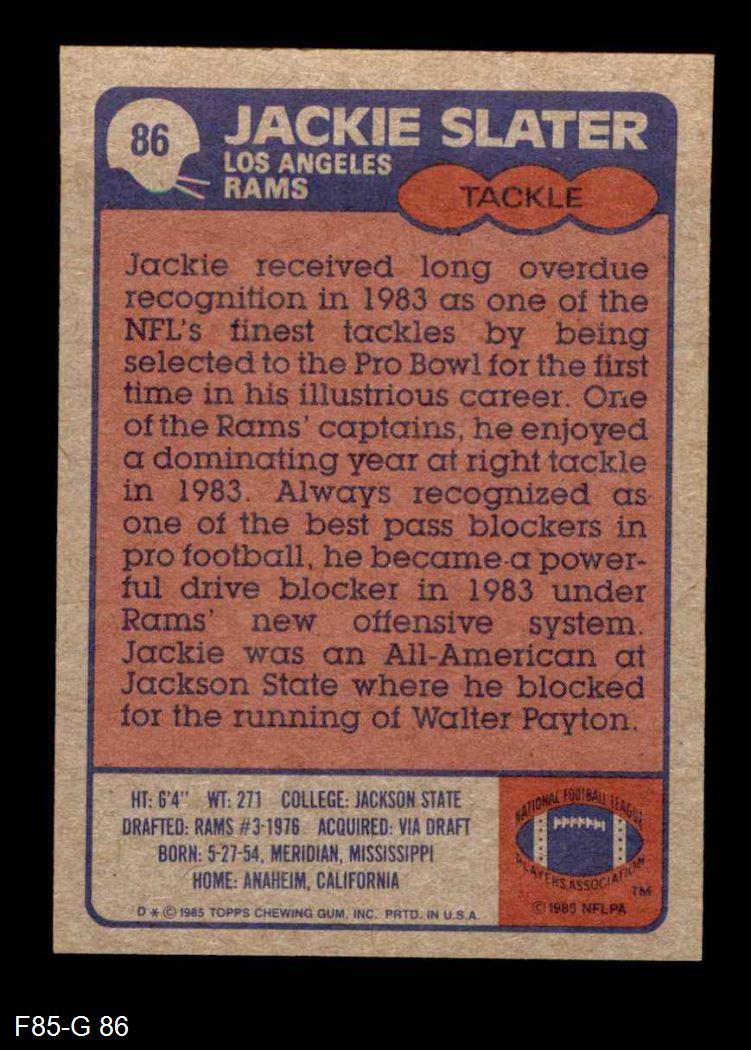 86
JACKIE SLATER
LOS ANGELES
RAMS
TACKLE
Jackie received long overdue
recognition in 1983 as one of the
NFL's finest tackles by being
selected to the Pro Bowl for the first
time in his illustrious career. One
of the Rams' captains, he enjoyed
a dominating year at right tackle
in 1983. Always recognized as
one of the best pass blockers in
pro football, he became a power-
ful drive blocker in 1983 under
Rams' new offensive system.
Jackie was an All-American at
Jackson State where he blocked
for the running of Walter Payton.
HT: 6'4" WT: 271 COLLEGE: JACKSON STATE
DRAFTED: RAMS #3-1976 ACQUIRED: VIA DRAFT
BORN: 5-27-54, MERIDIAN, MISSISSIPPI
HOME: ANAHEIM, CALIFORNIA
D * © 1985 TOPPS CHEWING GUM, INC. PRTD. IN U.S.A.
NATIONAL FOOTBALL LEAGUE
PLAYERS ASSOCIATION
TM
© 1985 NFLPA
F85-G 86